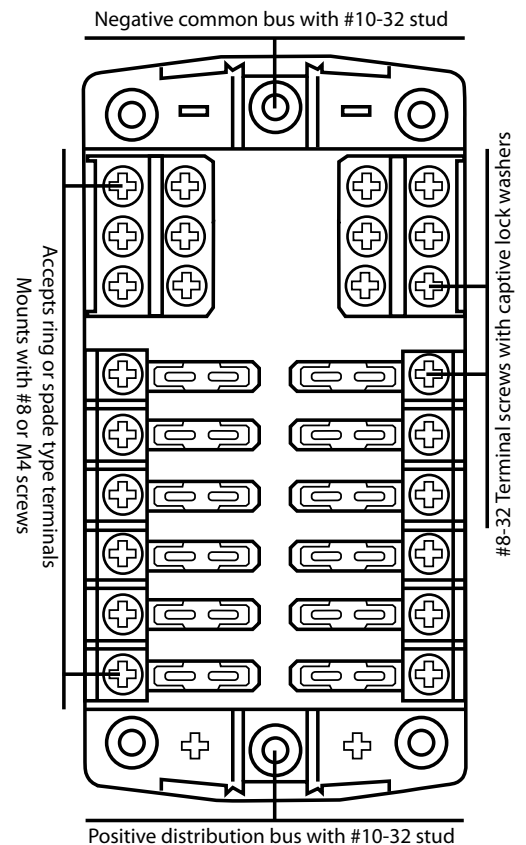 Negative common bus with #10-32 stud
Accepts ring or spade type terminals
Mounts with #8 or M4 screws
#8-32 Terminal screws with captive lock washers
Positive distribution bus with #10-32 stud